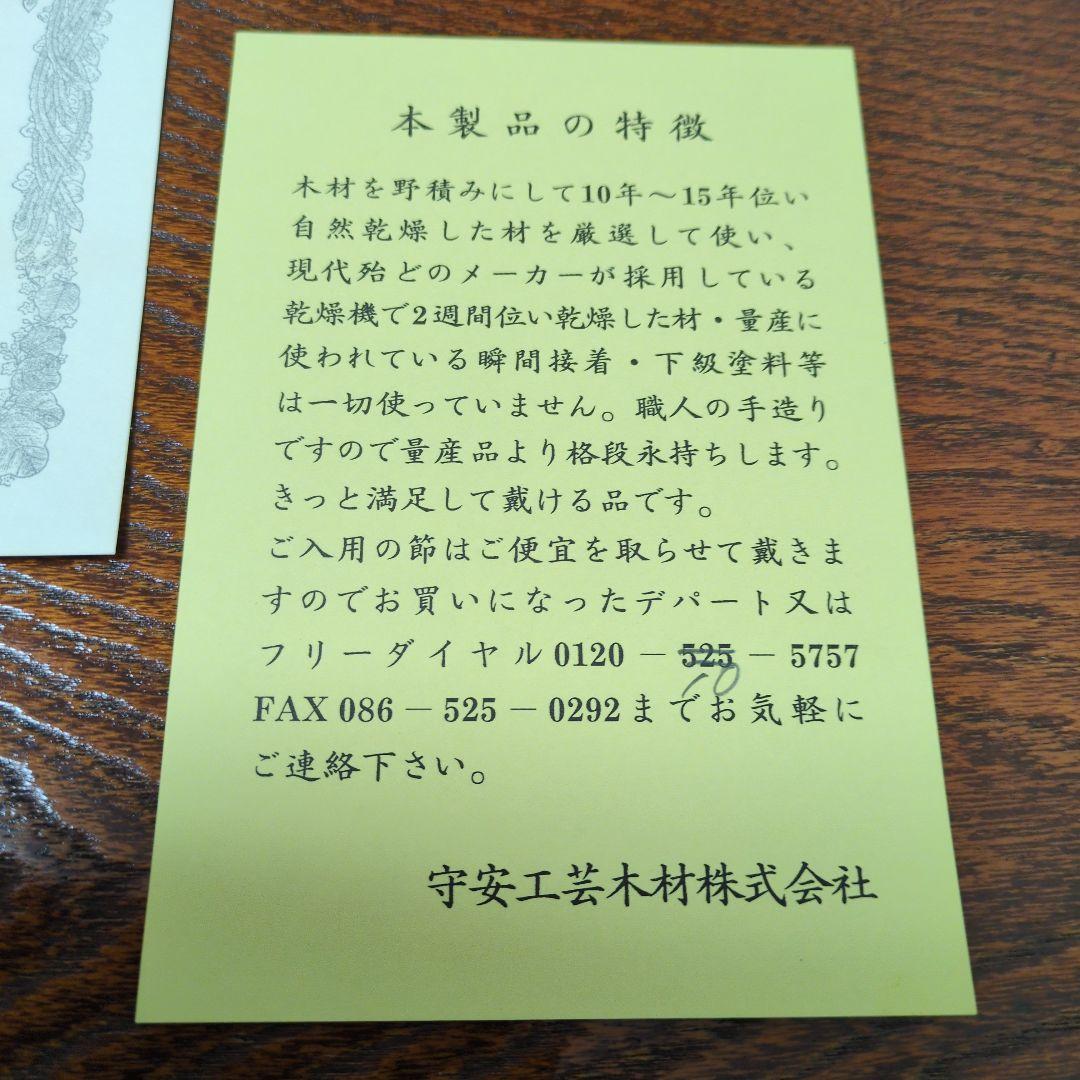 本製品の特徴
木材を野積みにして10年～15年位い
自然乾燥した材を厳選して使い、
現代殆どのメーカーが採用している
乾燥機で2週間位い乾燥した材・量産に
使われている瞬間接着・下級塗料等
は一切使っていません。職人の手造り
ですので量産品より格段永持ちします。
きっと満足して戴ける品です。
ご入用の節はご便宜を取らせて戴きま
すのでお買いになったデパート又は
フリーダイヤル0120－525－5757
10
FAX 086－525－0292までお気軽に
ご連絡下さい。
守安工芸木材株式会社